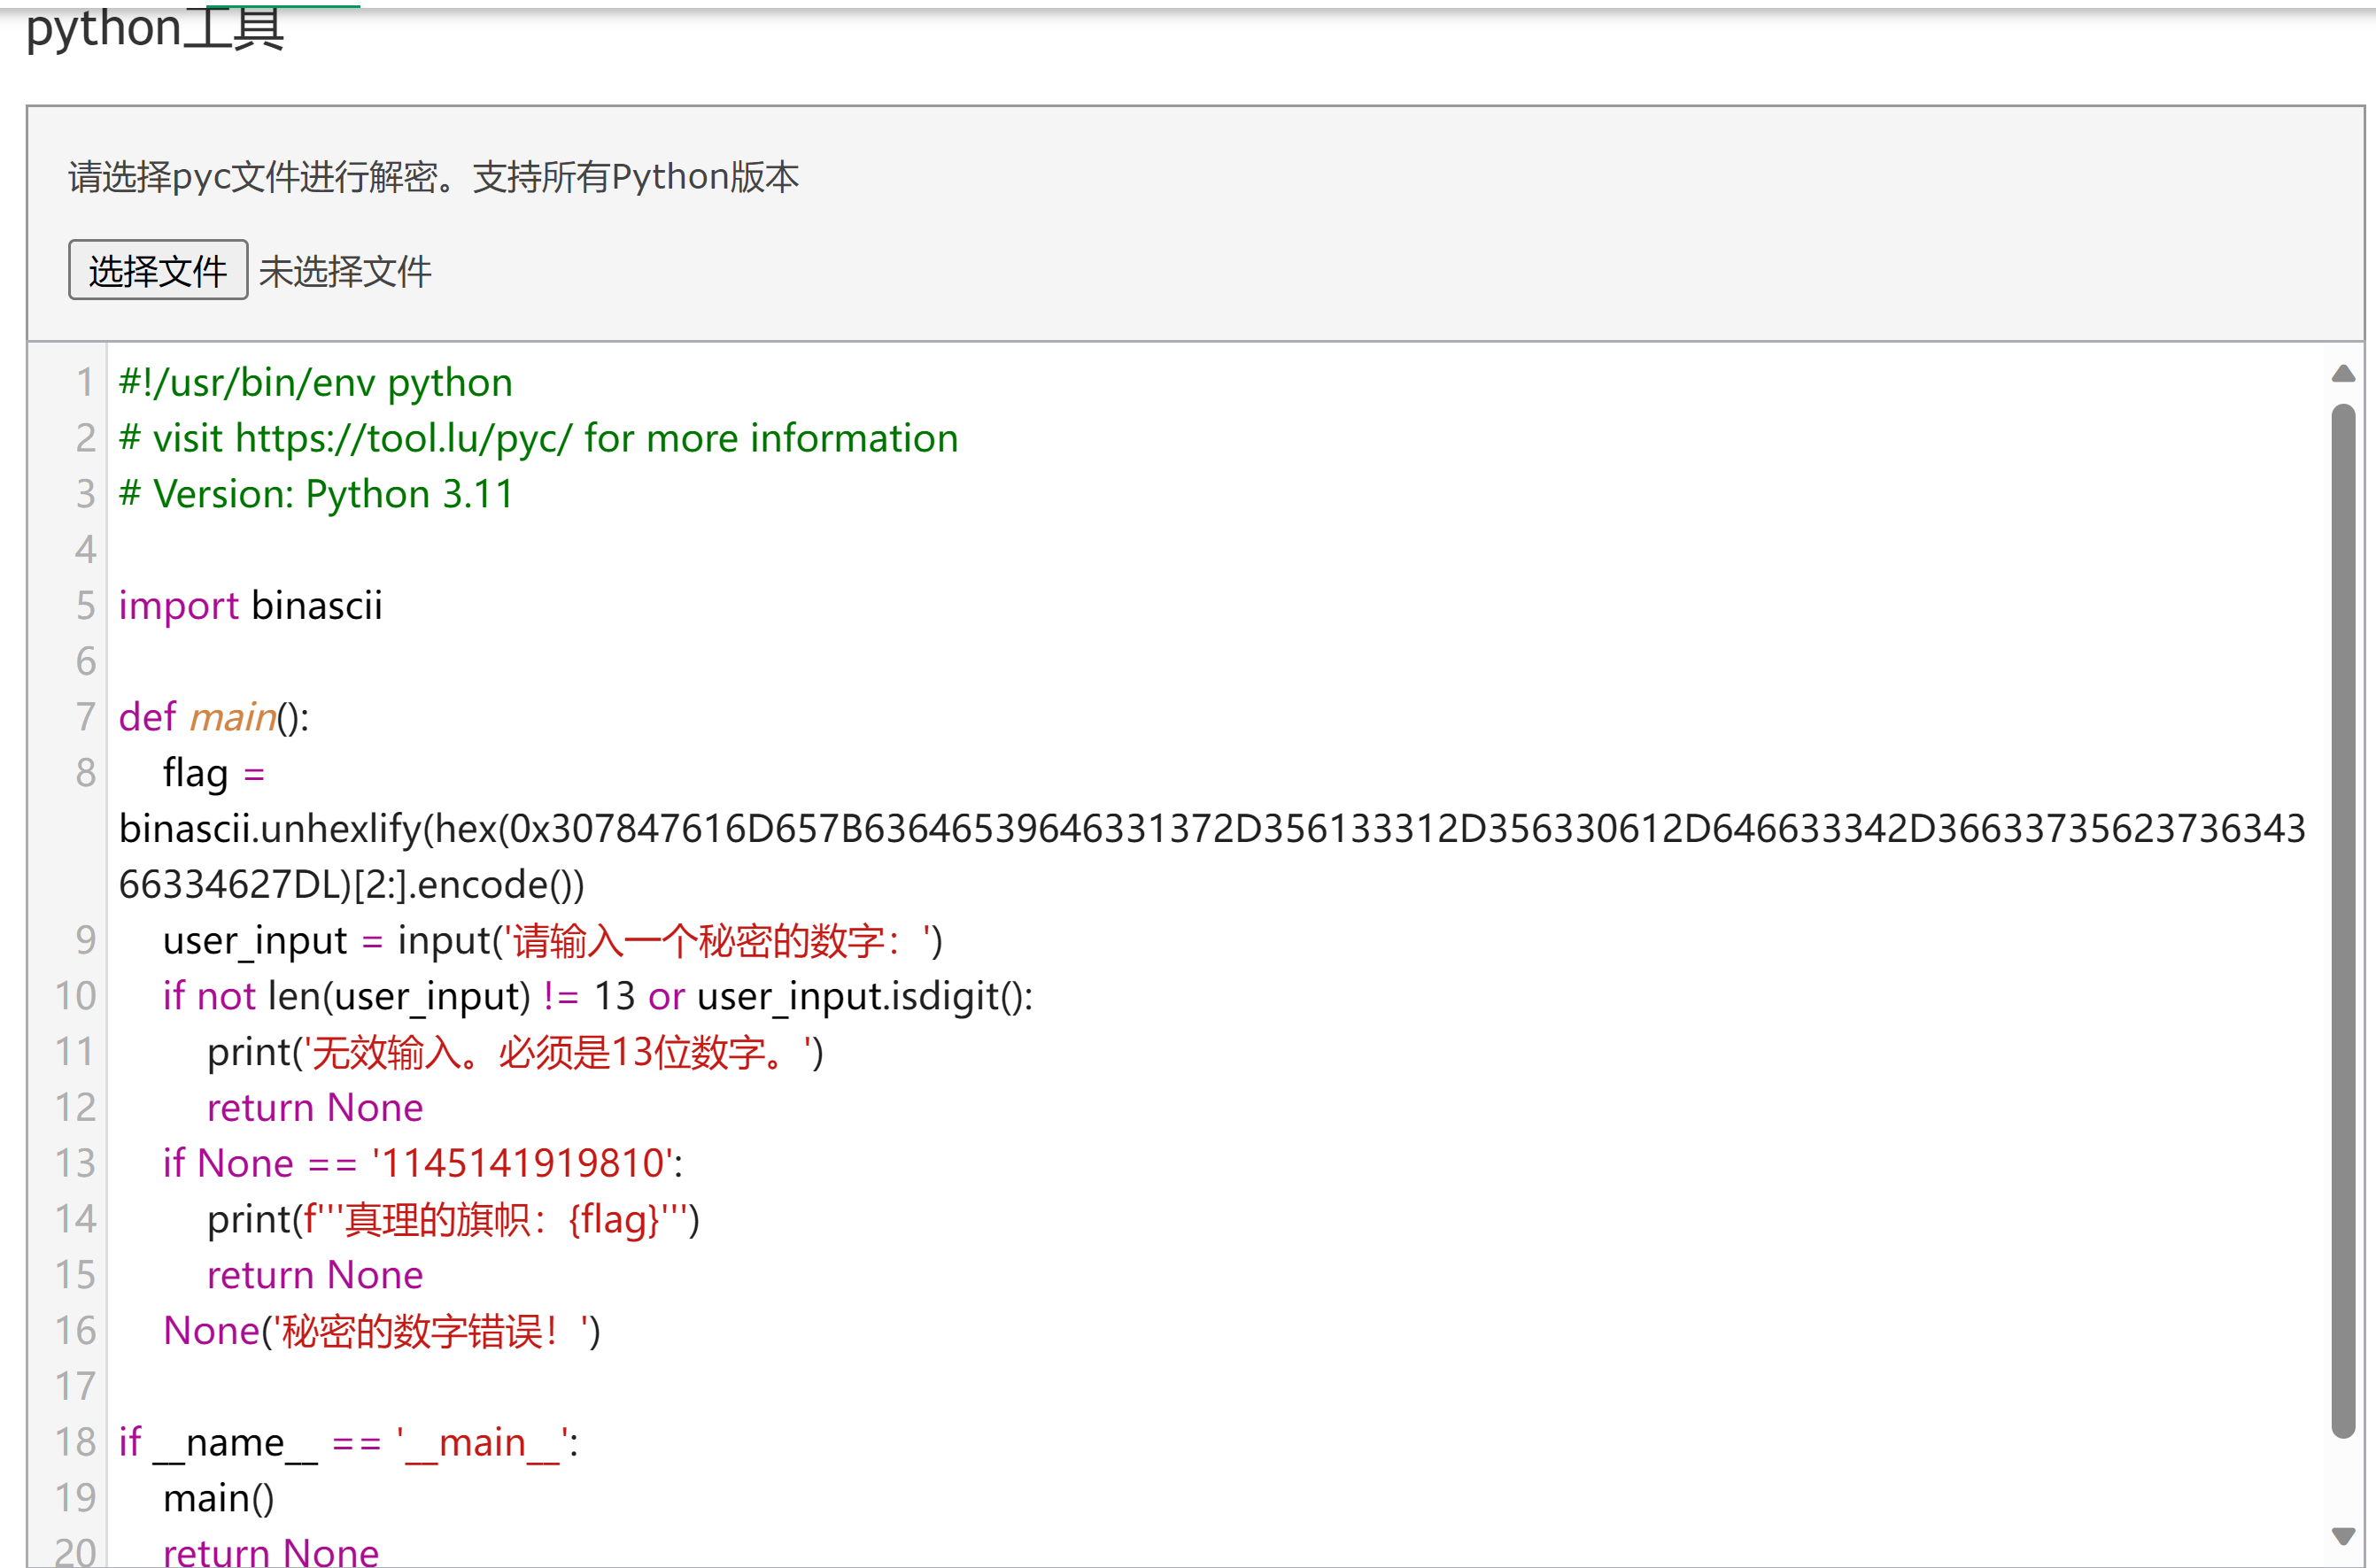 python工具
请选择pyc文件进行解密。支持所有Python版本
选择文件 未选择文件
1 #!/usr/bin/env python
2 # visit https://tool.lu/pyc/ for more information
3 # Version: Python 3.11
4
5 import binascii
6
7 def main():
8 flag =
binascii.unhexlify(hex(0x307847616D657B63646539646331372D356133312D356330612D646633342D36633735623736343
66334627DL)[2:].encode())
9 user_input = input('请输入一个秘密的数字：')
10 if not len(user_input) != 13 or user_input.isdigit():
11 print('无效输入。必须是13位数字。')
12 return None
13 if None == '1145141919810':
14 print(f'''真理的旗帜：{flag}''')
15 return None
16 None('秘密的数字错误！')
17
18 if __name__ == '__main__':
19 main()
20 return None